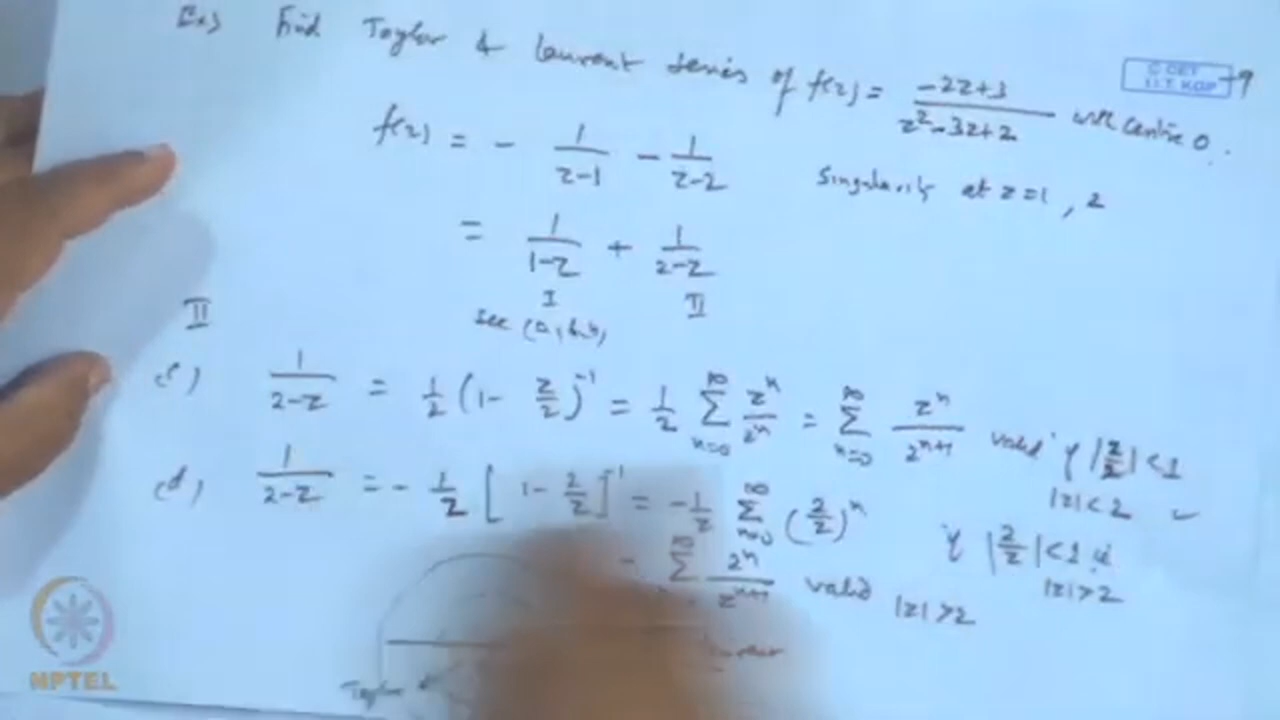 Ex) Find Taylor & Laurent series of f(z) = (-2z+3)/(z²-3z+2) with centre 0.
C CET
I.I.T. KGP
f(z) = - 1/(z-1) - 1/(z-2) Singularity at z=1, 2
= 1/(1-z) + 1/(2-z)
I II
see (a, b)
II
(c) 1/(2-z) = 1/2 (1 - z/2)⁻¹ = 1/2 ∑_{n=0}^{∞} zⁿ/2ⁿ = ∑_{n=0}^{∞} zⁿ/2ⁿ⁺¹ valid if |z/2| < 1
|z| < 2 ✓
(d) 1/(2-z) = - 1/z [1 - 2/z]⁻¹ = -1/z ∑_{n=0}^{∞} (2/z)ⁿ if |2/z| < 1 i.e.
|z| > 2
- ∑^{∞} 2ⁿ/zⁿ⁺¹ valid |z| > 2
Taylor
NPTEL